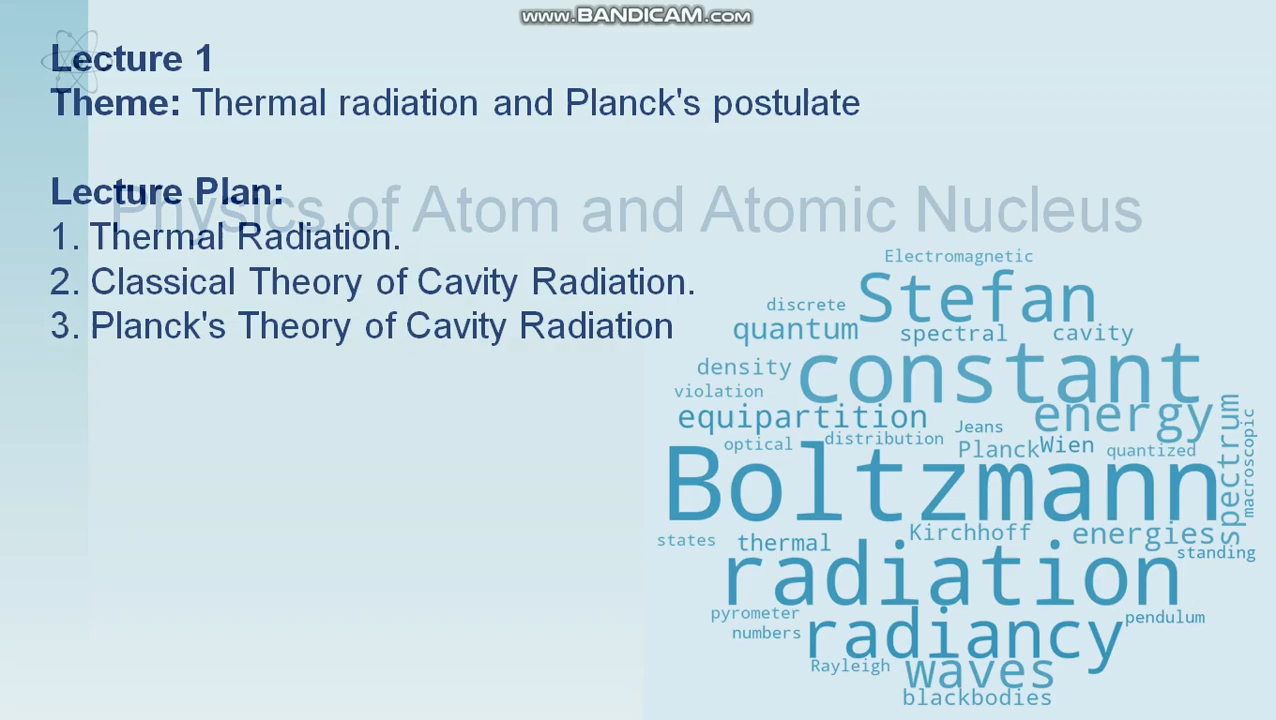 www.BANDICAM.com
Lecture 1
Theme: Thermal radiation and Planck's postulate
Lecture Plan:
Physics of Atom and Atomic Nucleus
1. Thermal Radiation.
2. Classical Theory of Cavity Radiation.
3. Planck's Theory of Cavity Radiation
Electromagnetic
Stefan
discrete
quantum spectral cavity
constant
density
violation
equipartition energy
Jeans
optical distribution Planck Wien quantized
spectrum
macroscopic
Boltzmann
Kirchhoff energies
states thermal standing
radiation
pyrometer pendulum
numbers radiancy
Rayleigh waves
blackbodies